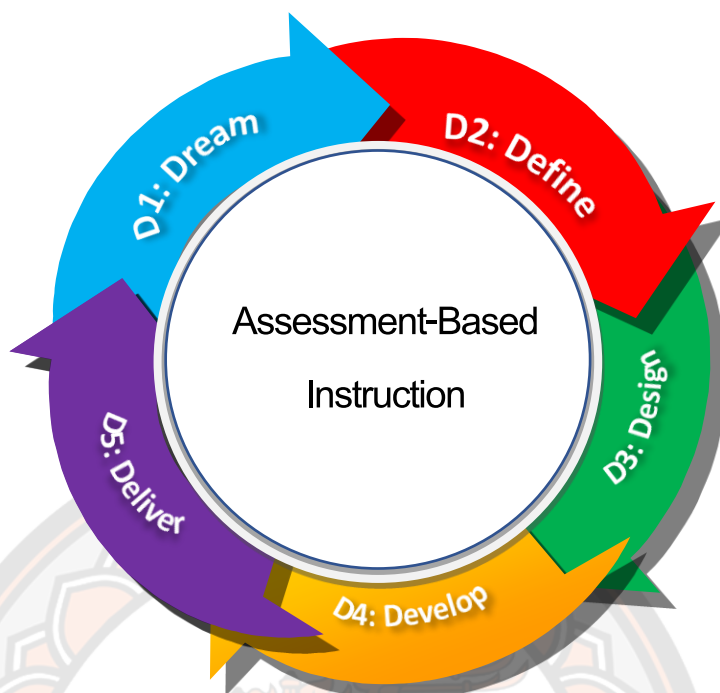 D1: Dream
D2: Define
Assessment-Based
Instruction
D3: Design
D4: Develop
D5: Deliver